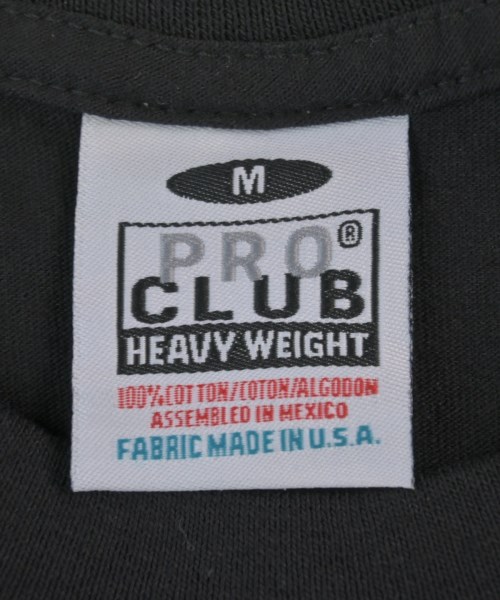 M
PRO®
CLUB
HEAVY WEIGHT
100%COTTON/COTON/ALGODON
ASSEMBLED IN MEXICO
FABRIC MADE IN U.S.A.